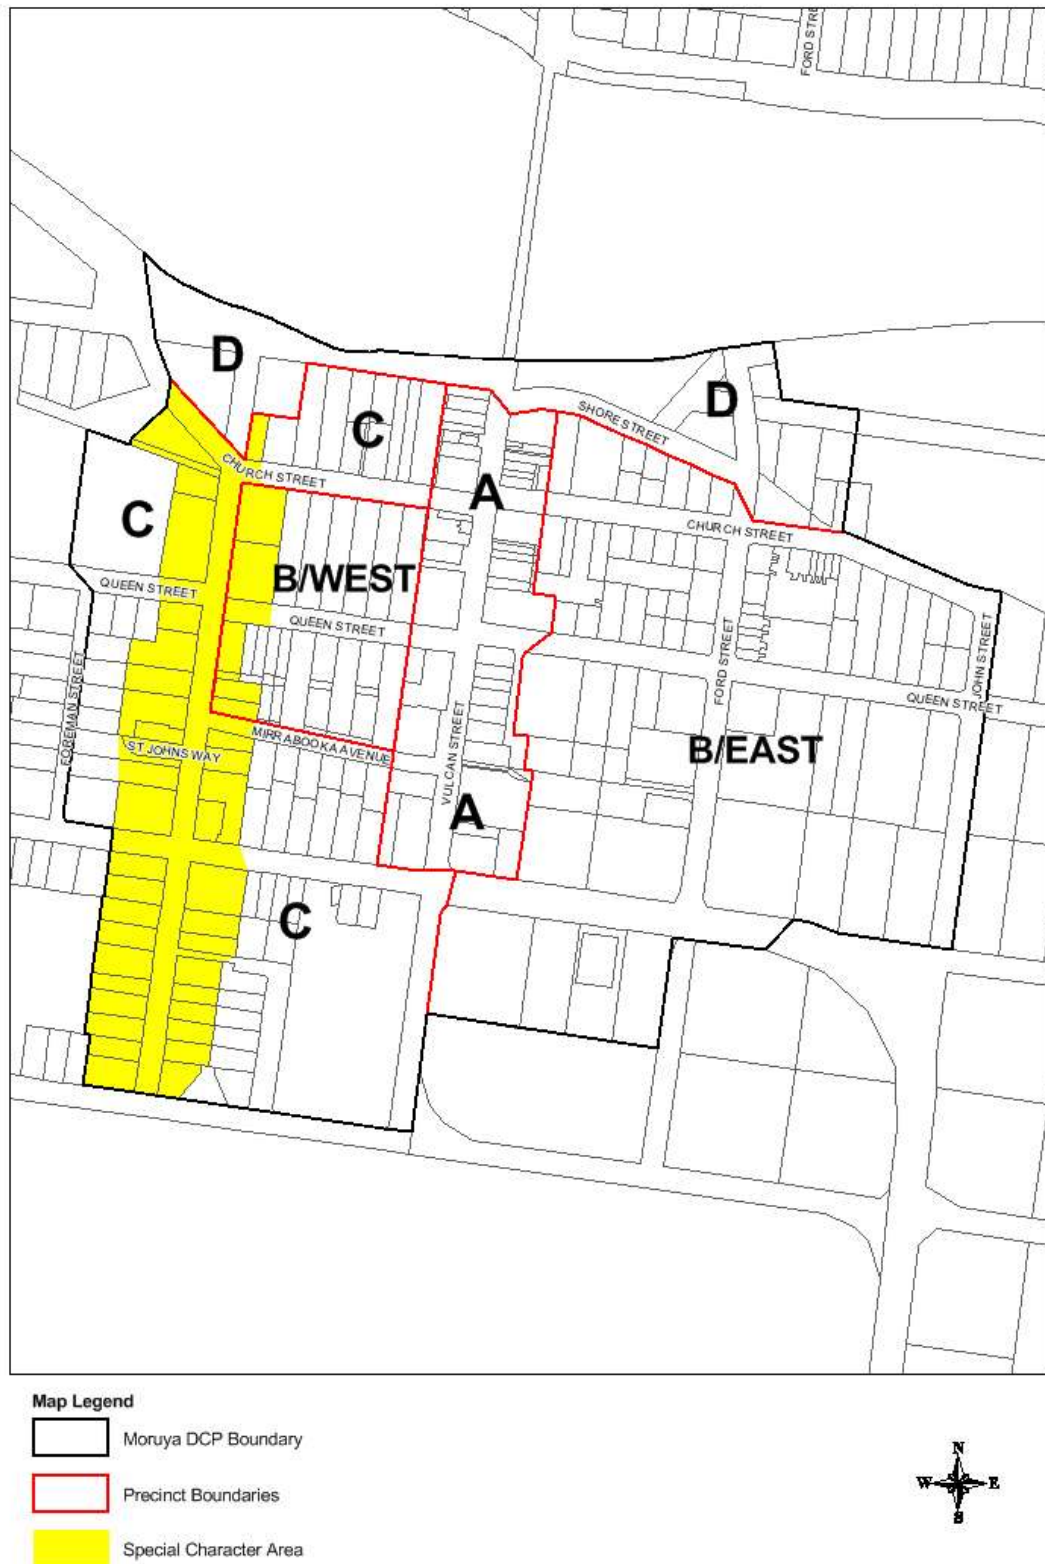 FORD STRE
D
D
SHORE STREET
C
CHURCH STREET
A
C
CHURCH STREET
B/WEST
QUEEN STREET
QUEEN STREET
FORD STREET
JOHN STREET
FOREMAN STREET
QUEEN STREET
MIRRABOOKA AVENUE
ST JOHNS WAY
VULCAN STREET
B/EAST
A
C
Map Legend
Moruya DCP Boundary
Precinct Boundaries
Special Character Area
N
W E
S